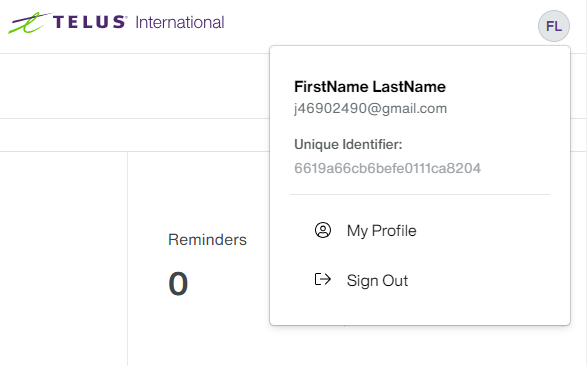 TELUS International
FL
FirstName LastName
j46902490@gmail.com
Unique Identifier:
6619a66cb6befe0111ca8204
My Profile
Sign Out
Reminders
0